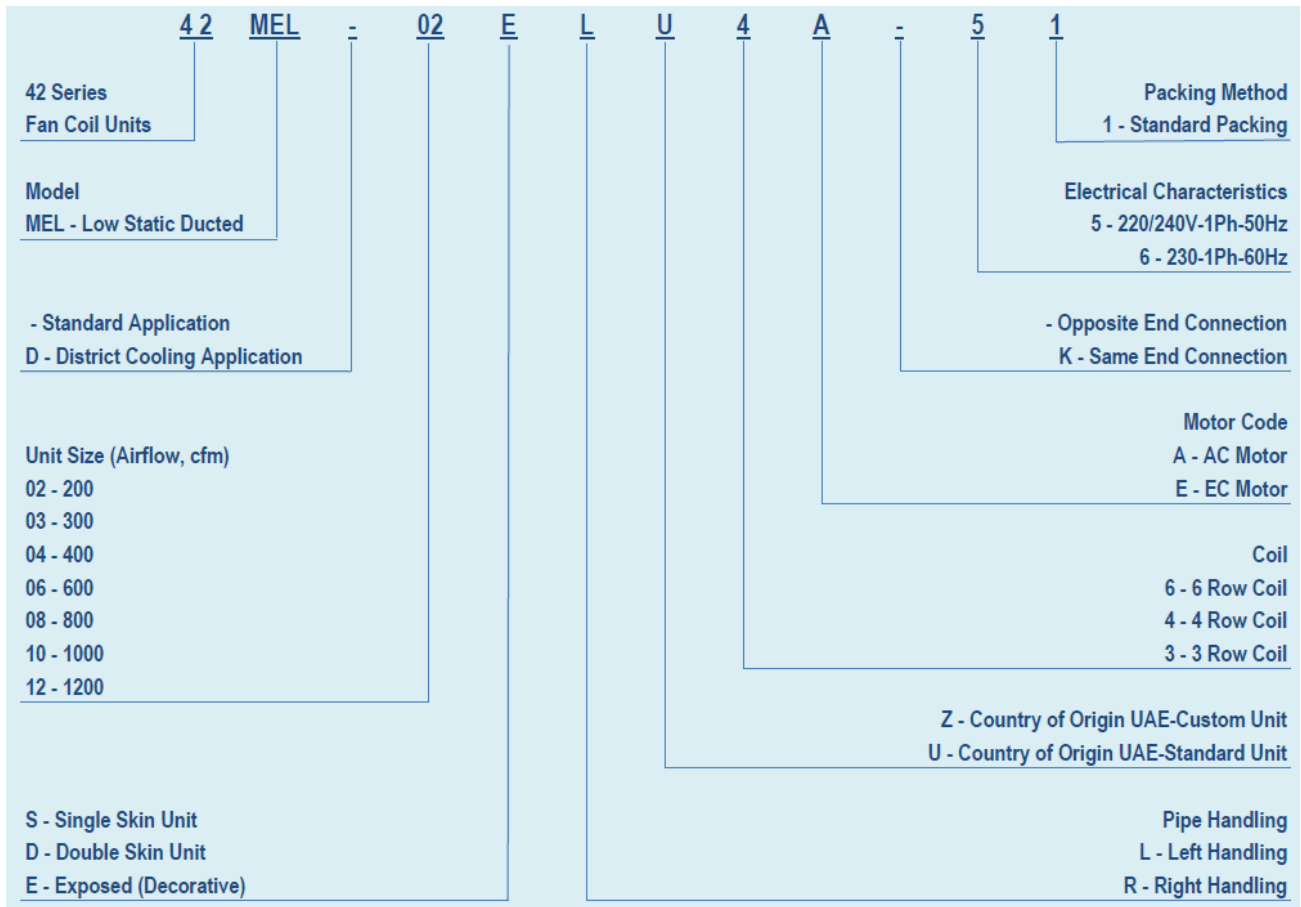 42 MEL - 02 E L U 4 A - 5 1
42 Series
Fan Coil Units
Model
MEL - Low Static Ducted
- Standard Application
D - District Cooling Application
Unit Size (Airflow, cfm)
02 - 200
03 - 300
04 - 400
06 - 600
08 - 800
10 - 1000
12 - 1200
S - Single Skin Unit
D - Double Skin Unit
E - Exposed (Decorative)
Packing Method
1 - Standard Packing
Electrical Characteristics
5 - 220/240V-1Ph-50Hz
6 - 230-1Ph-60Hz
- Opposite End Connection
K - Same End Connection
Motor Code
A - AC Motor
E - EC Motor
Coil
6 - 6 Row Coil
4 - 4 Row Coil
3 - 3 Row Coil
Z - Country of Origin UAE-Custom Unit
U - Country of Origin UAE-Standard Unit
Pipe Handling
L - Left Handling
R - Right Handling